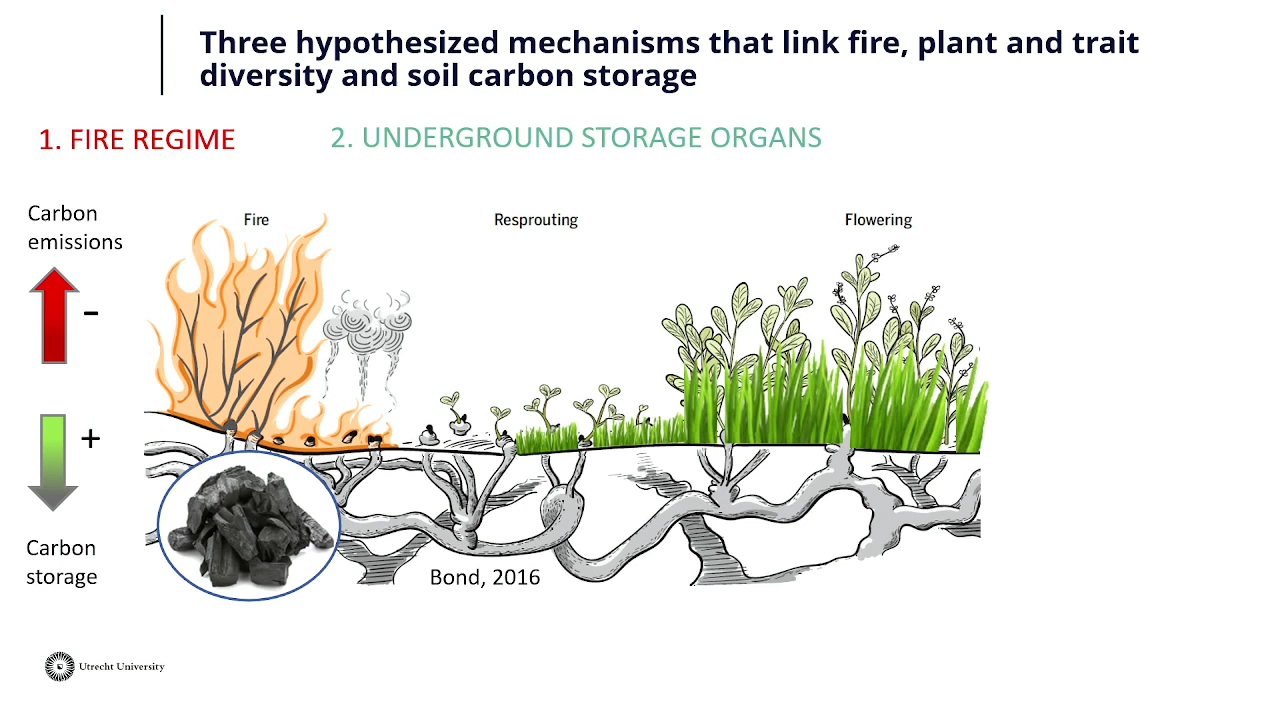 Three hypothesized mechanisms that link fire, plant and trait
diversity and soil carbon storage
1. FIRE REGIME
2. UNDERGROUND STORAGE ORGANS
Carbon
emissions
Fire
Resprouting
Flowering
-
+
Carbon
storage
Bond, 2016
Utrecht University